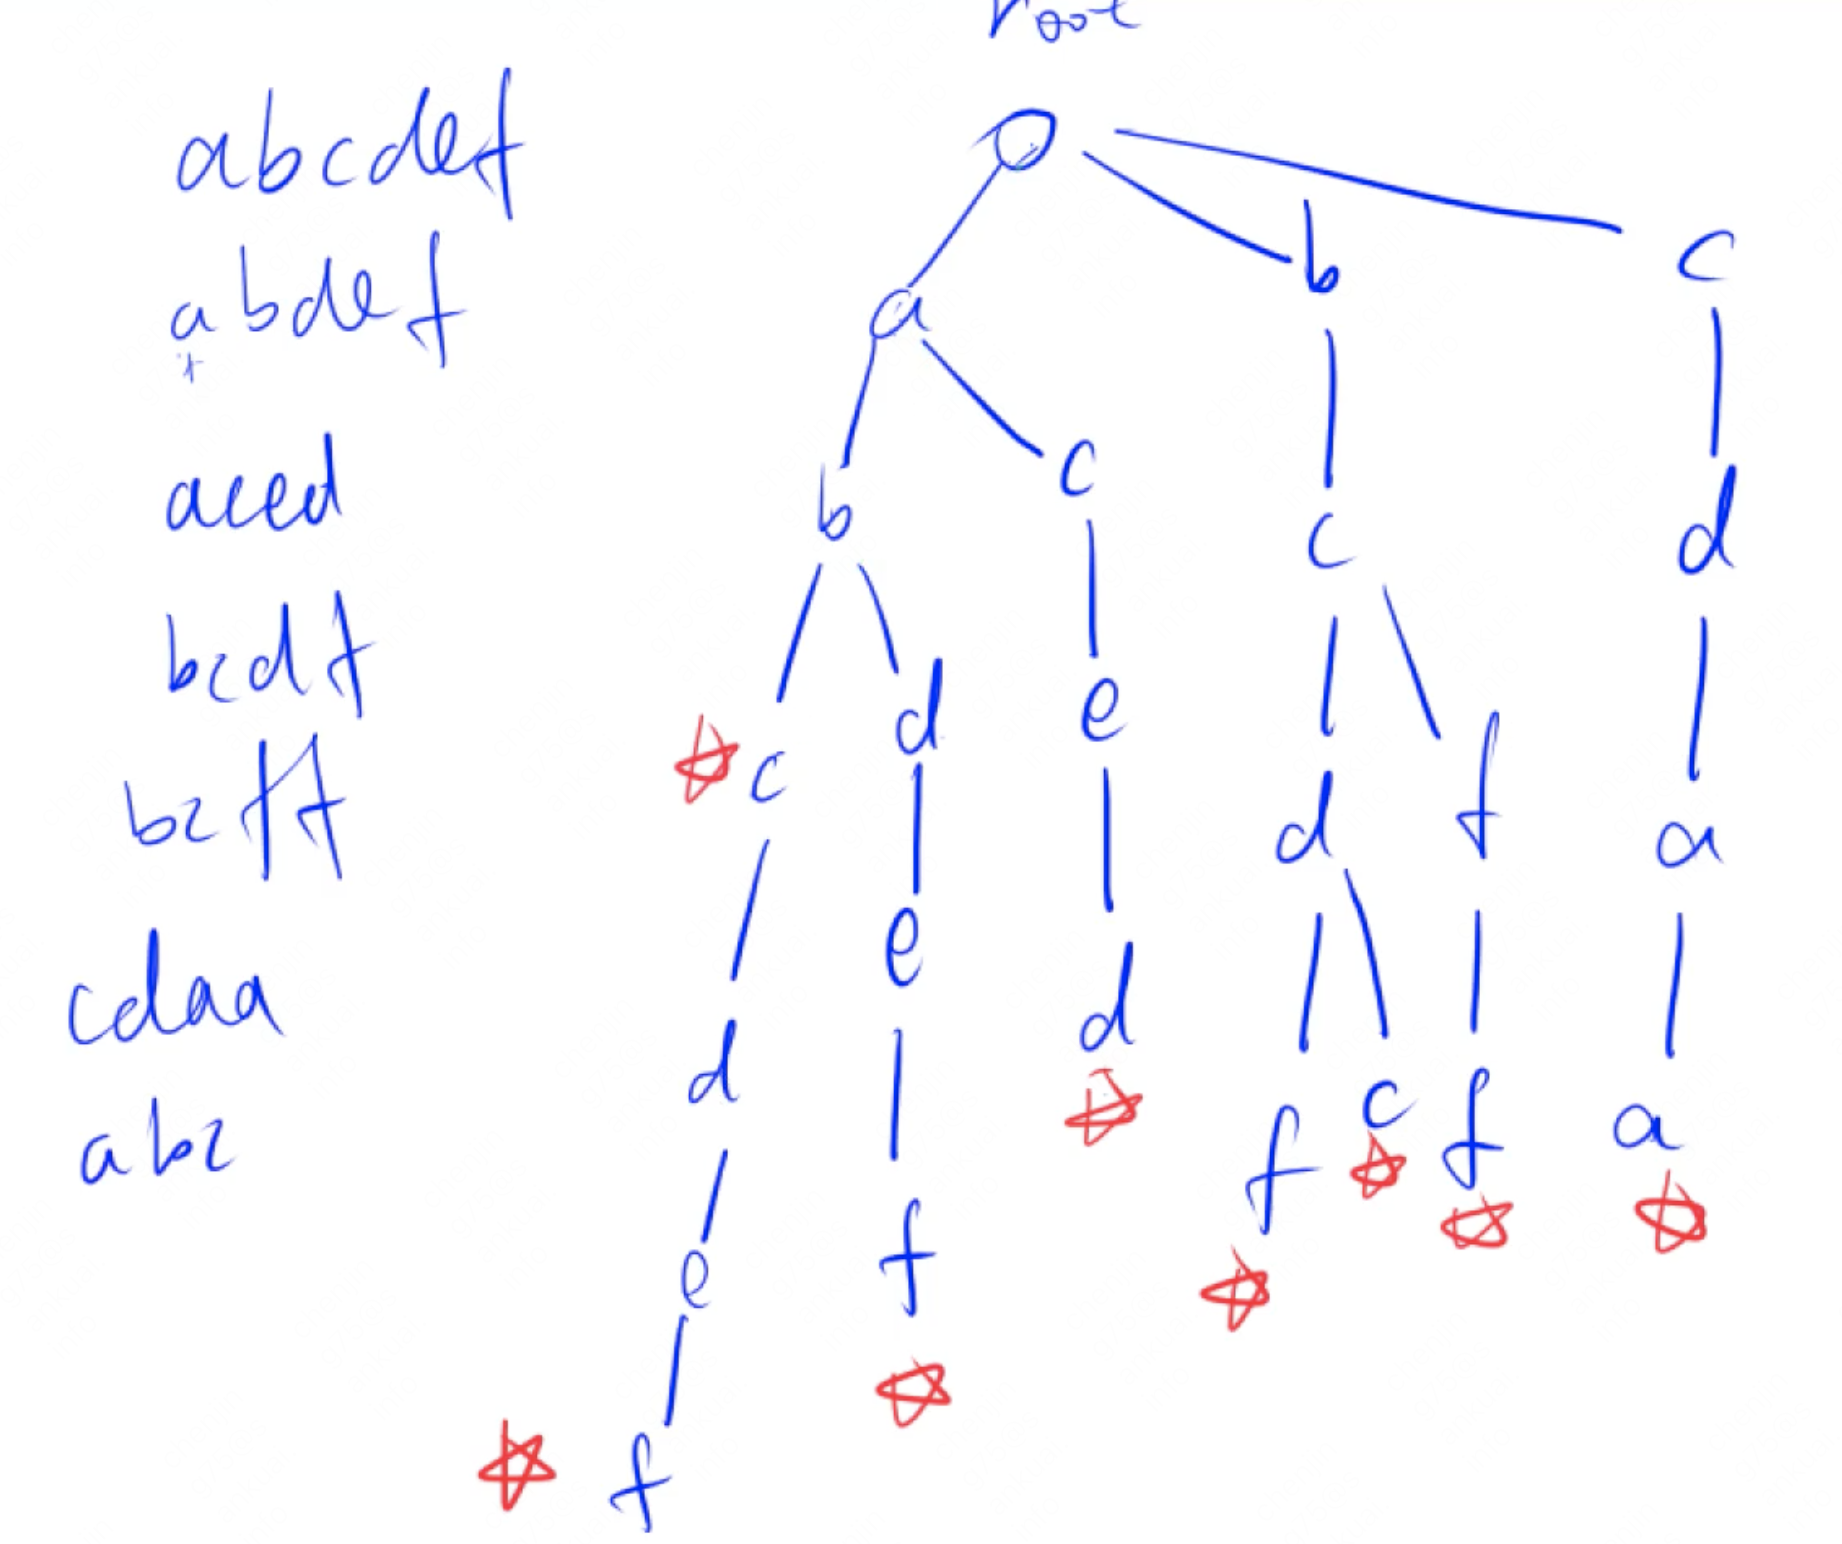 root
abcdef
abdef
aced
bcdf
bcff
cdaa
abc
a b c
b c c d
c d e d f a
d e d f c f a
e f
f